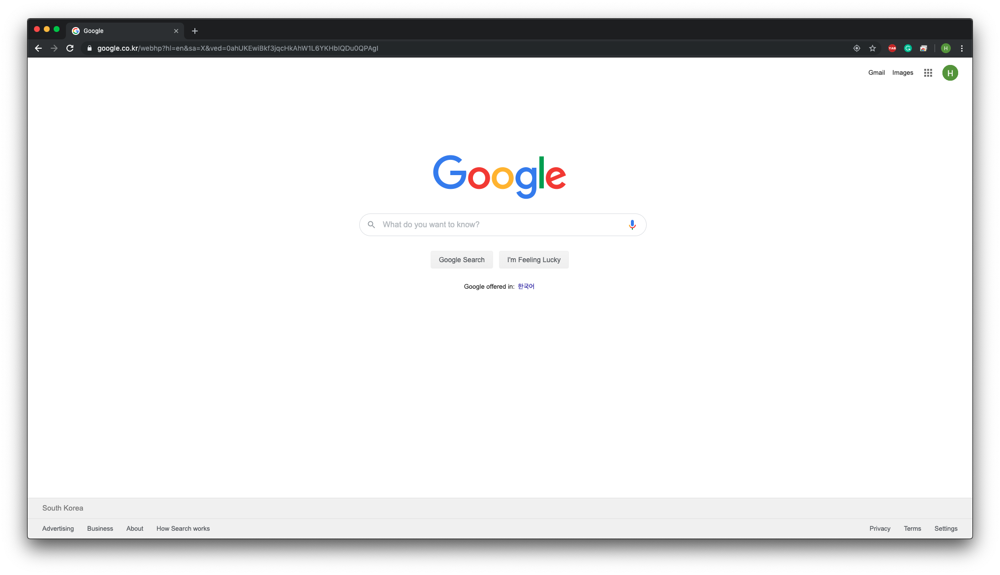 Google
google.co.kr/webhp?hl=en&sa=X&ved=0ahUKEwiBkf3jqcHkAhW1L6YKHbIQDu0QPAgI
YAB
H
Gmail Images H
Google
What do you want to know?
Google Search I'm Feeling Lucky
Google offered in: 한국어
South Korea
Advertising Business About How Search works Privacy Terms Settings